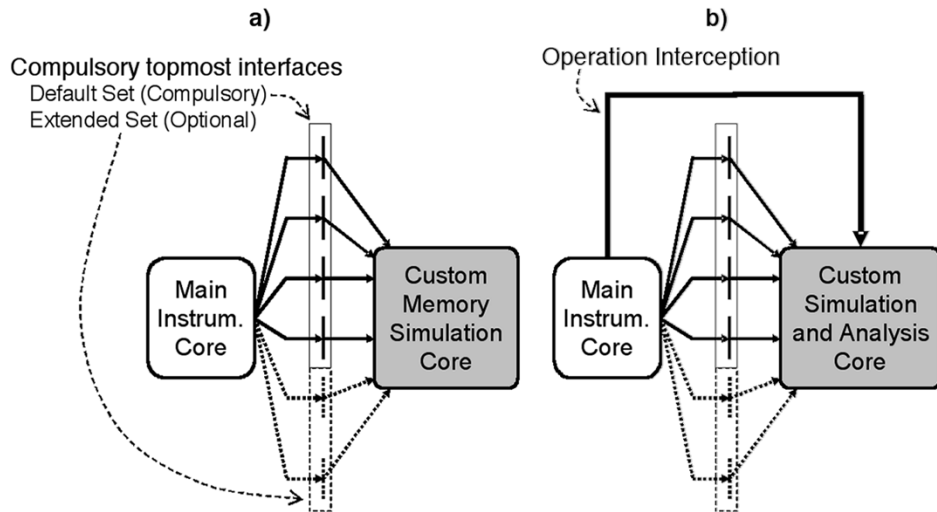 a)
Compulsory topmost interfaces
Default Set (Compulsory)
Extended Set (Optional)
Main
Instrum.
Core
Custom
Memory
Simulation
Core
b)
Operation Interception
Main
Instrum.
Core
Custom
Simulation
and Analysis
Core